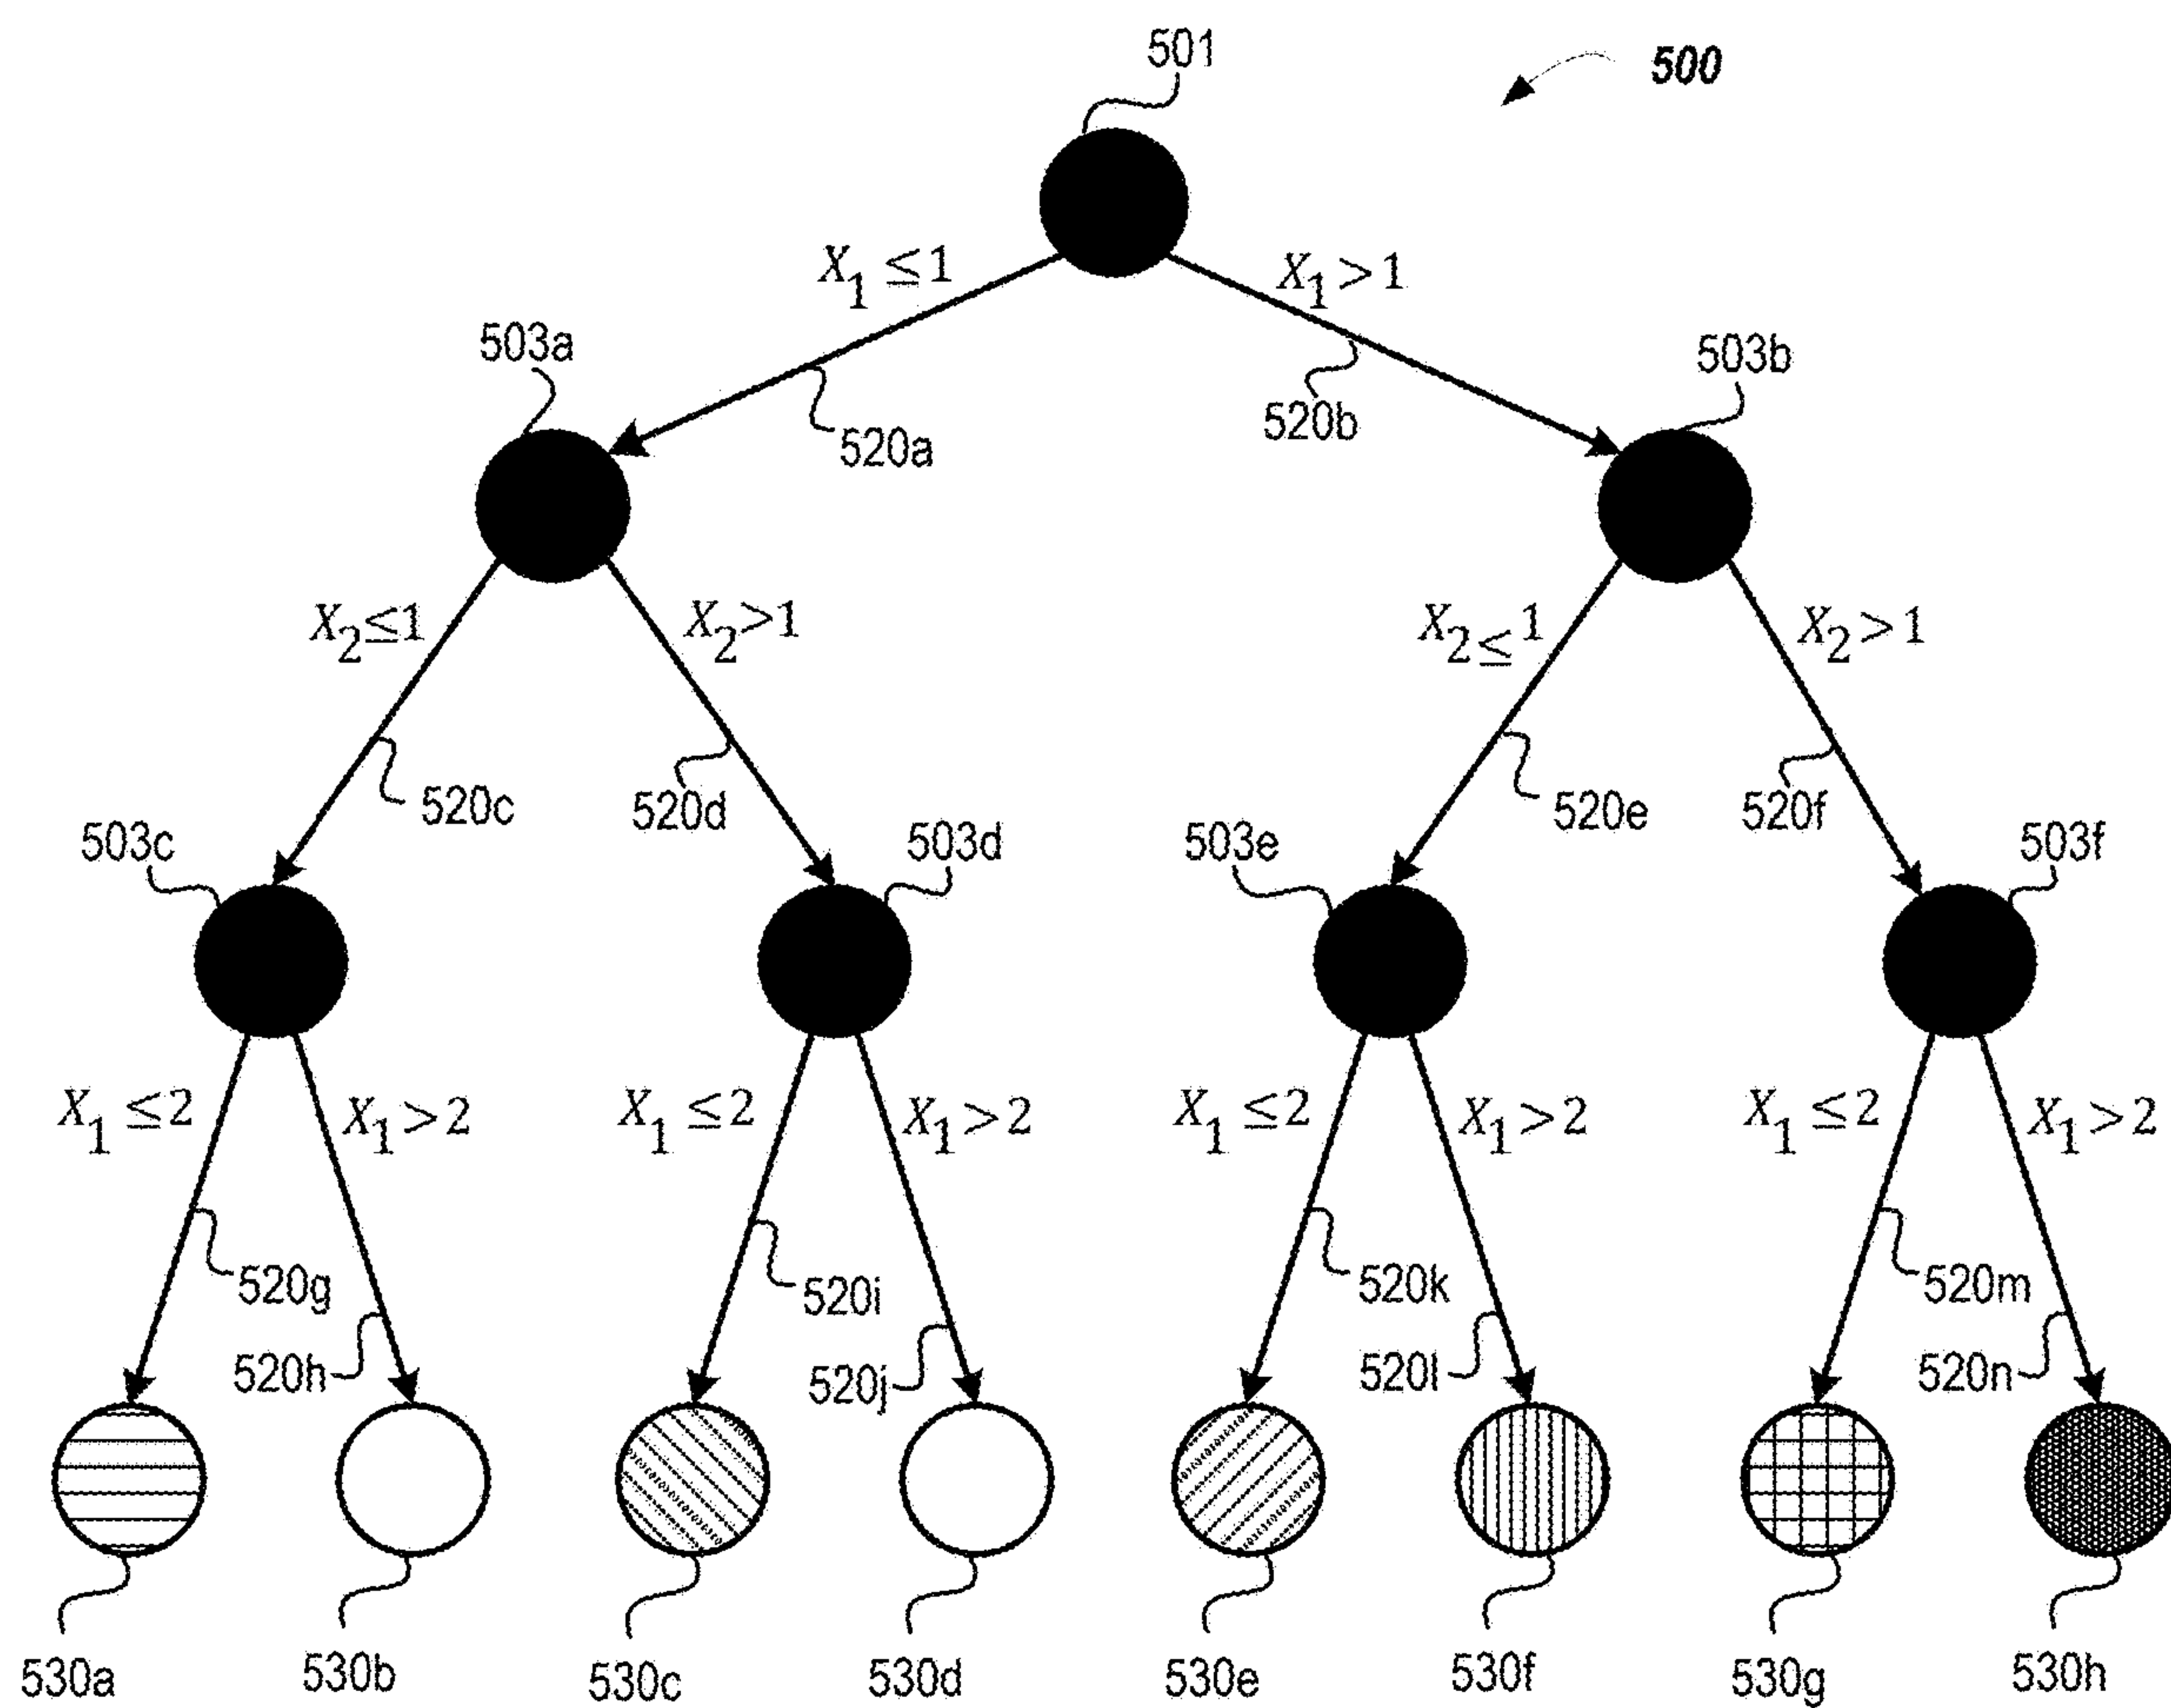 501
500
X1 ≤1
X1 >1
503a
503b
520a
520b
X2≤1
X2>1
X2≤1
X2>1
520c
520d
520e
520f
503c
503d
503e
503f
X1 ≤2
X1>2
X1 ≤2
X1>2
X1 ≤2
X1>2
X1 ≤2
X1>2
520g
520i
520k
520m
520h
520j
520l
520n
530a
530b
530c
530d
530e
530f
530g
530h